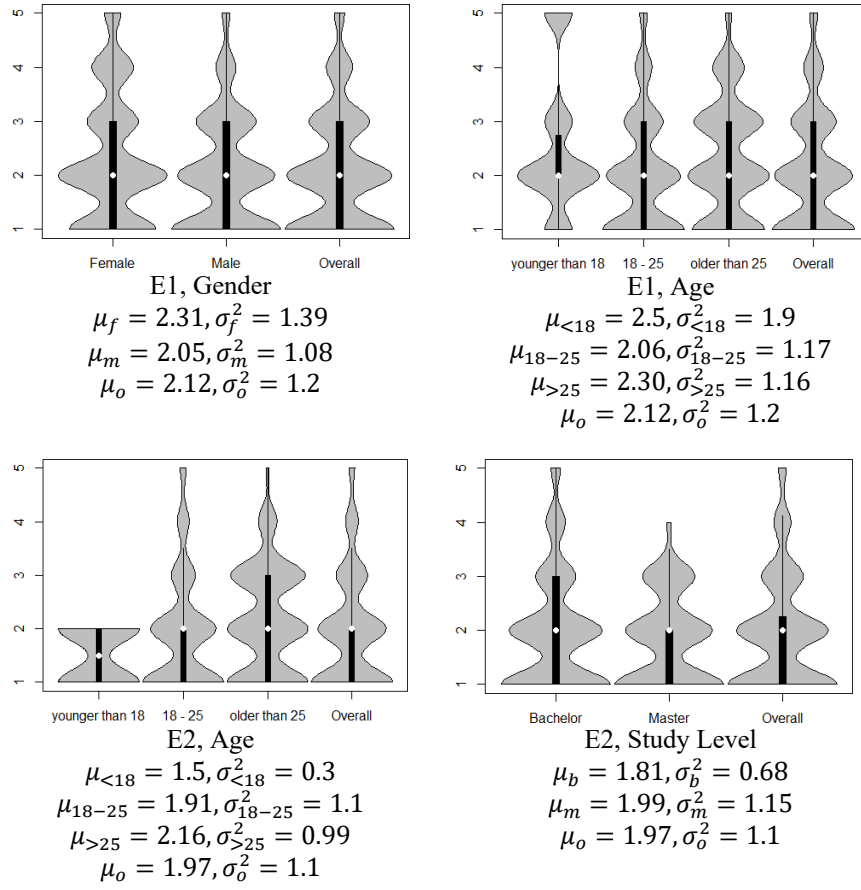 5
4
3
2
1
Female Male Overall
E1, Gender
μ_f = 2.31, σ_f^2 = 1.39
μ_m = 2.05, σ_m^2 = 1.08
μ_o = 2.12, σ_o^2 = 1.2
5
4
3
2
1
younger than 18 18 - 25 older than 25 Overall
E1, Age
μ_<18 = 2.5, σ_<18^2 = 1.9
μ_18−25 = 2.06, σ_18−25^2 = 1.17
μ_>25 = 2.30, σ_>25^2 = 1.16
μ_o = 2.12, σ_o^2 = 1.2
5
4
3
2
1
younger than 18 18 - 25 older than 25 Overall
E2, Age
μ_<18 = 1.5, σ_<18^2 = 0.3
μ_18−25 = 1.91, σ_18−25^2 = 1.1
μ_>25 = 2.16, σ_>25^2 = 0.99
μ_o = 1.97, σ_o^2 = 1.1
5
4
3
2
1
Bachelor Master Overall
E2, Study Level
μ_b = 1.81, σ_b^2 = 0.68
μ_m = 1.99, σ_m^2 = 1.15
μ_o = 1.97, σ_o^2 = 1.1